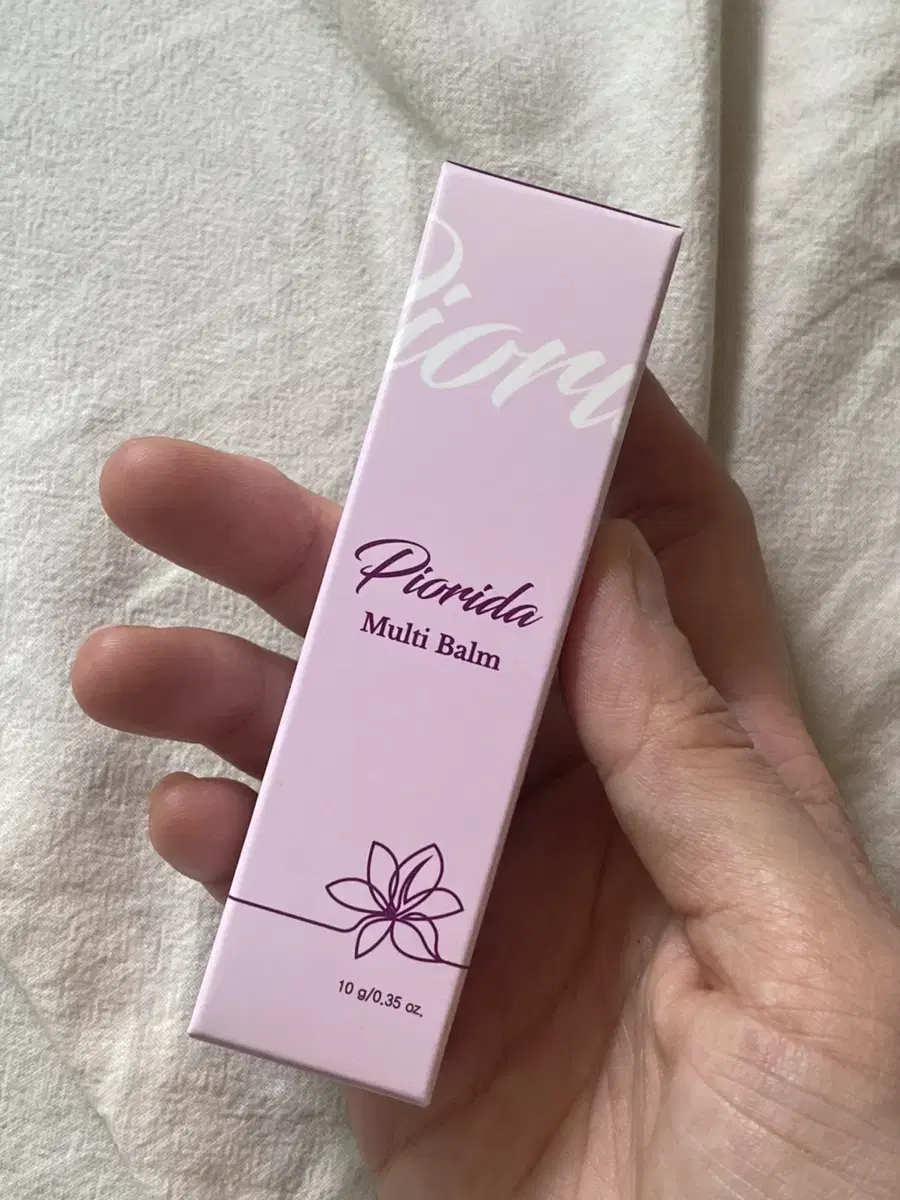 Piorida
Multi Balm
10 g/0.35 oz.